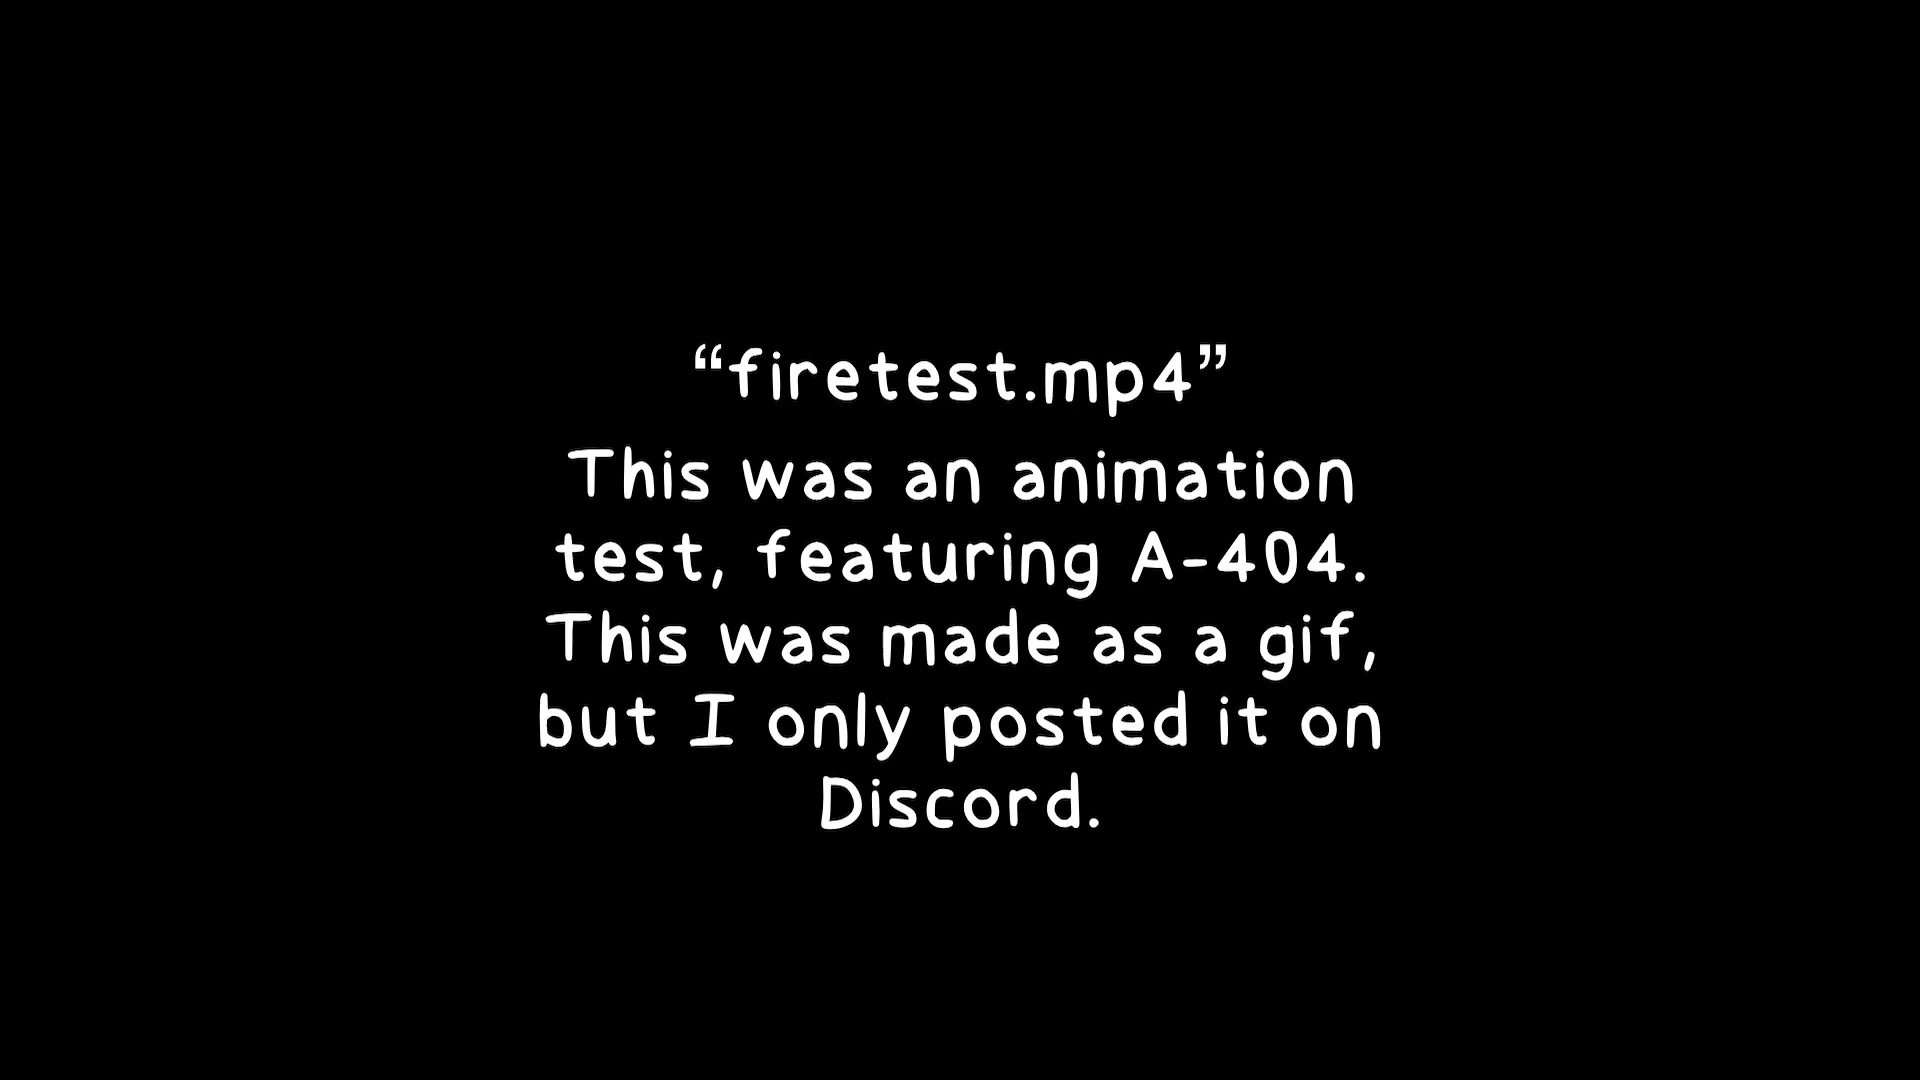 “firetest.mp4”
This was an animation
test, featuring A-404.
This was made as a gif,
but I only posted it on
Discord.